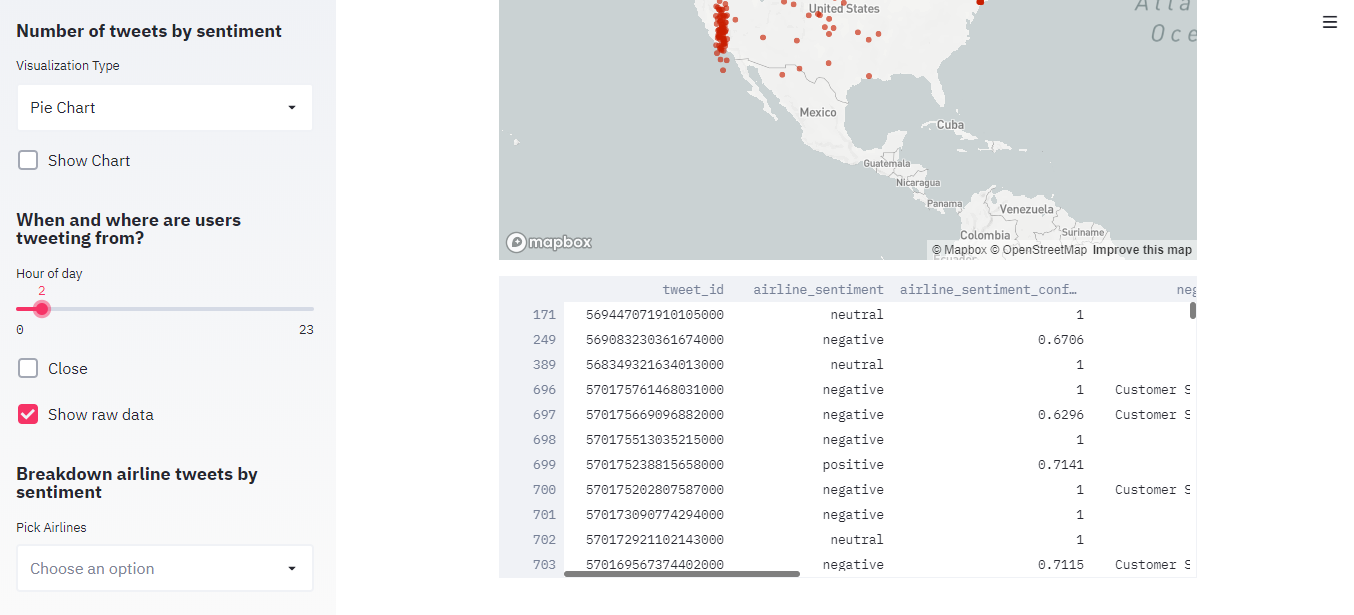 Number of tweets by sentiment
Visualization Type
Pie Chart
Show Chart
When and where are users
tweeting from?
Hour of day
2
0 23
Close
Show raw data
Breakdown airline tweets by
sentiment
Pick Airlines
Choose an option
United States
Mexico
Cuba
Guatemala
Nicaragua
Panama
Venezuela
Colombia
Suriname
mapbox
© Mapbox © OpenStreetMap Improve this map
tweet_id airline_sentiment airline_sentiment_conf… neg
171 569447071910105000 neutral 1
249 569083230361674000 negative 0.6706
389 568349321634013000 neutral 1
696 570175761468031000 negative 1 Customer S
697 570175669096882000 negative 0.6296 Customer S
698 570175513035215000 negative 1
699 570175238815658000 positive 0.7141
700 570175202807587000 negative 1 Customer S
701 570173090774294000 negative 1
702 570172921102143000 neutral 1
703 570169567374402000 negative 0.7115 Customer S